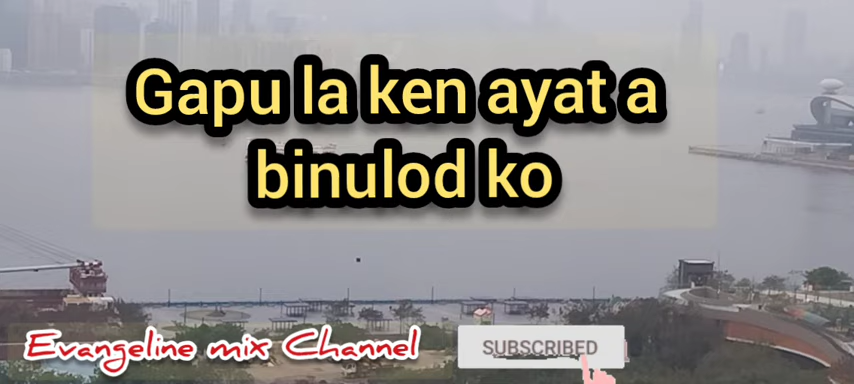 Gapu la ken ayat a
binulod ko
Evangeline mix Channel
SUBSCRIBED